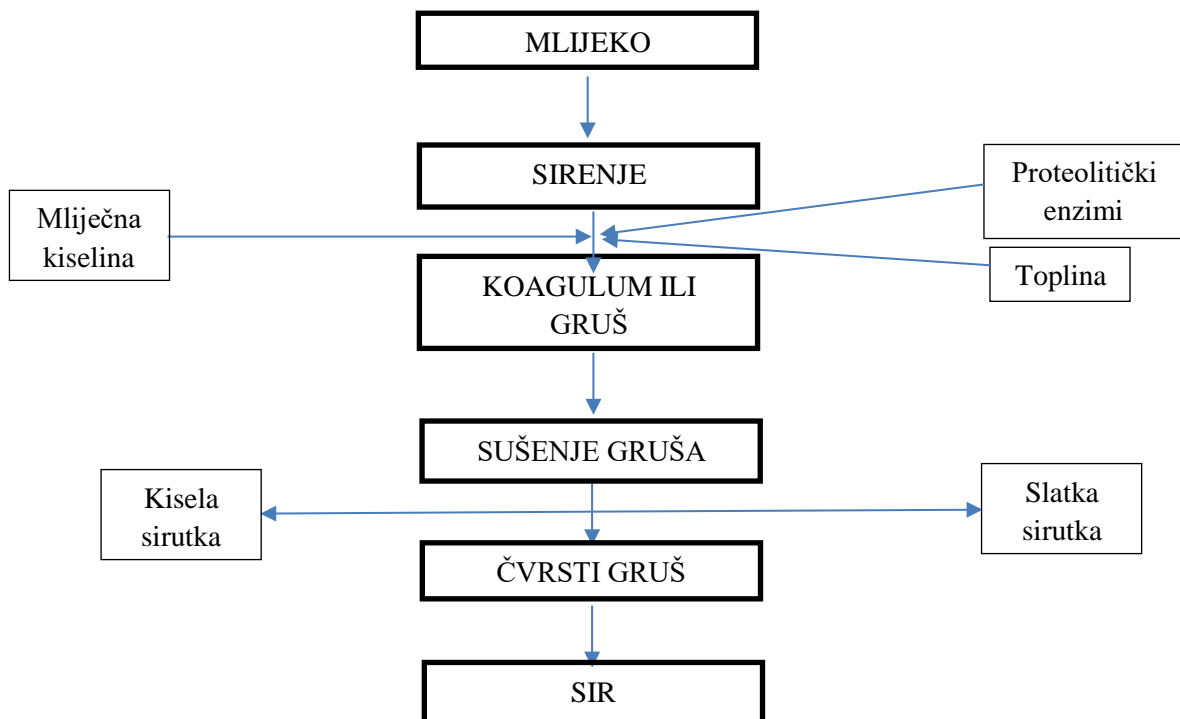 MLIJEKO
SIRENJE
Proteolitički
enzimi
Mliječna
kiselina
Toplina
KOAGULUM ILI
GRUŠ
SUŠENJE GRUŠA
Kisela
sirutka
Slatka
sirutka
ČVRSTI GRUŠ
SIR